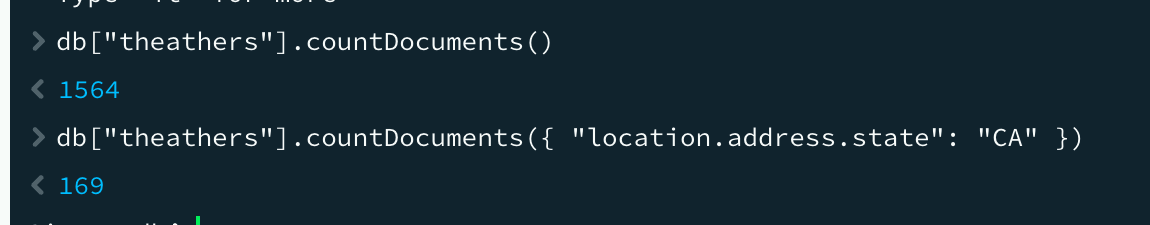 > db["theathers"].countDocuments()
< 1564
> db["theathers"].countDocuments({ "location.address.state": "CA" })
< 169